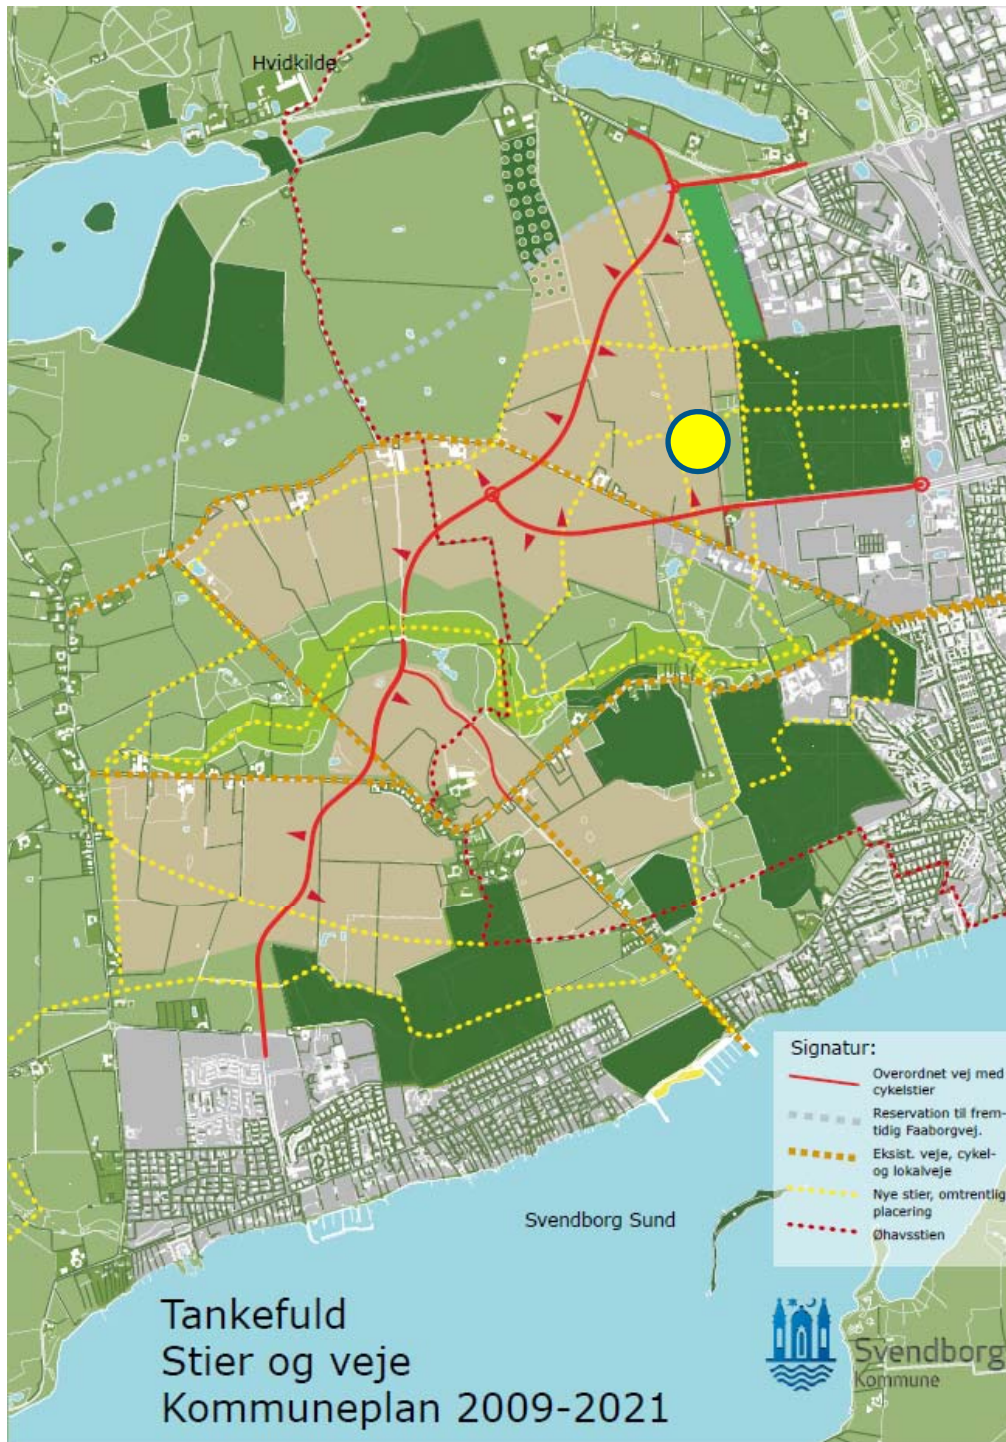 Hvidkilde
Signatur:
Overordnet vej med
cykelstier
Reservation til frem-
tidig Faaborgvej.
Eksist. veje, cykel-
og lokalveje
Nye stier, omtrentlig
placering
Øhavsstien
Svendborg Sund
Tankefuld
Stier og veje
Kommuneplan 2009-2021
Svendborg
Kommune